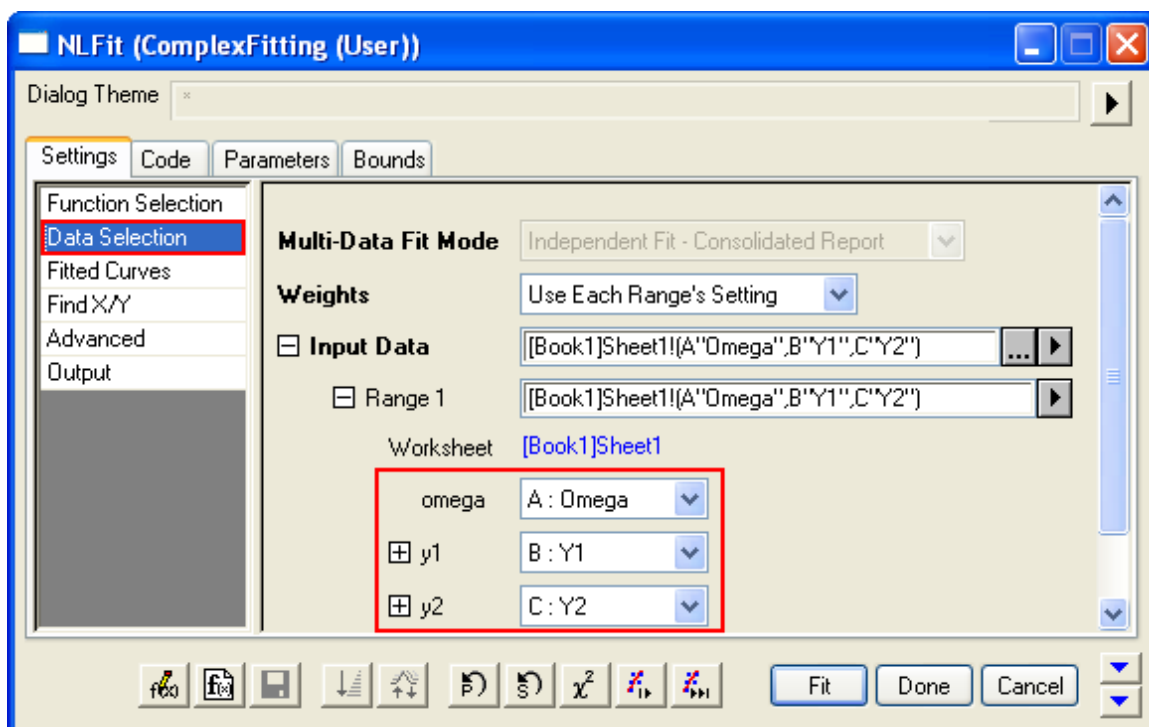 NLFit (ComplexFitting (User))
Dialog Theme *
Settings Code Parameters Bounds
Function Selection
Data Selection
Fitted Curves
Find X/Y
Advanced
Output
Multi-Data Fit Mode Independent Fit - Consolidated Report
Weights Use Each Range's Setting
Input Data [Book1]Sheet1!(A"Omega",B"Y1",C"Y2") ...
Range 1 [Book1]Sheet1!(A"Omega",B"Y1",C"Y2")
Worksheet [Book1]Sheet1
omega A : Omega
y1 B : Y1
y2 C : Y2
f(x) f(x) P S χ² Fit Done Cancel